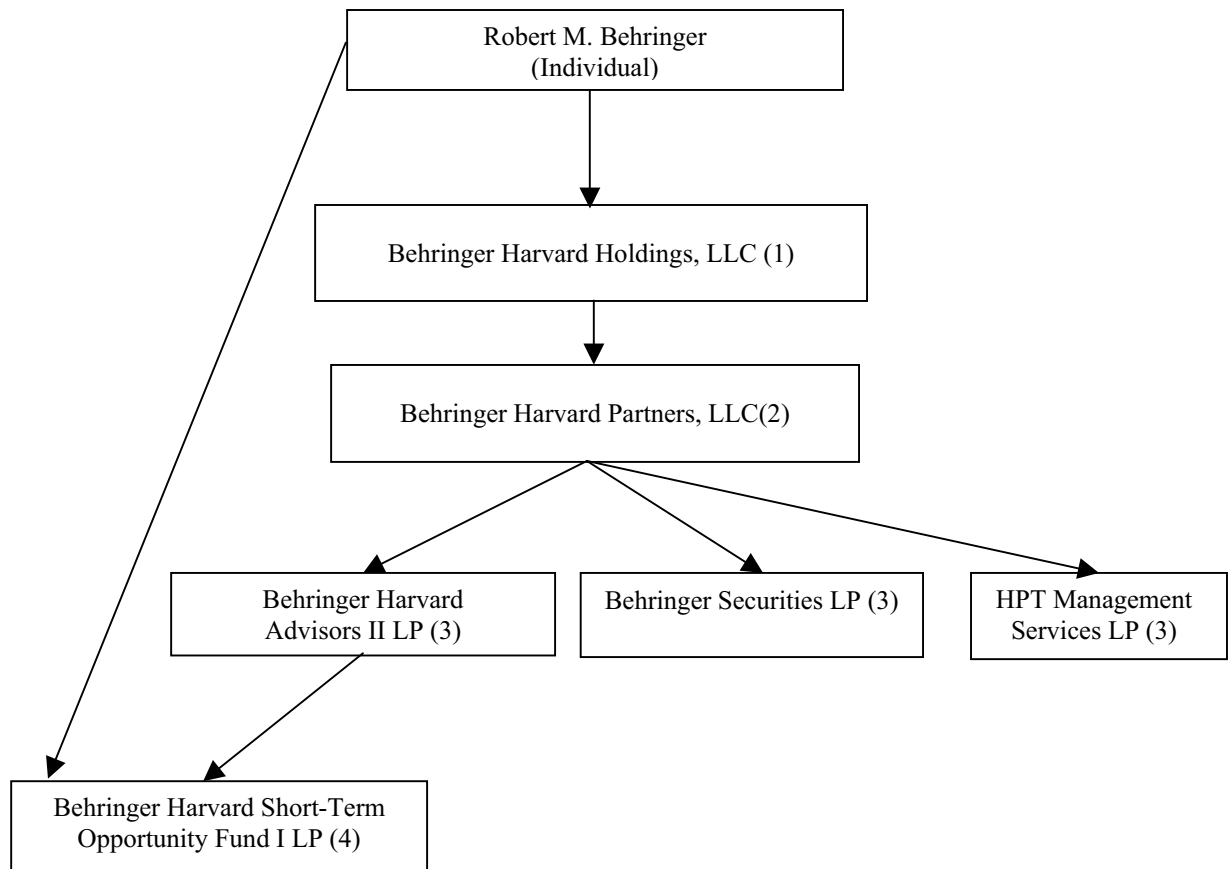 Robert M. Behringer
(Individual)
Behringer Harvard Holdings, LLC (1)
Behringer Harvard Partners, LLC(2)
Behringer Harvard
Advisors II LP (3)
Behringer Securities LP (3)
HPT Management
Services LP (3)
Behringer Harvard Short-Term
Opportunity Fund I LP (4)